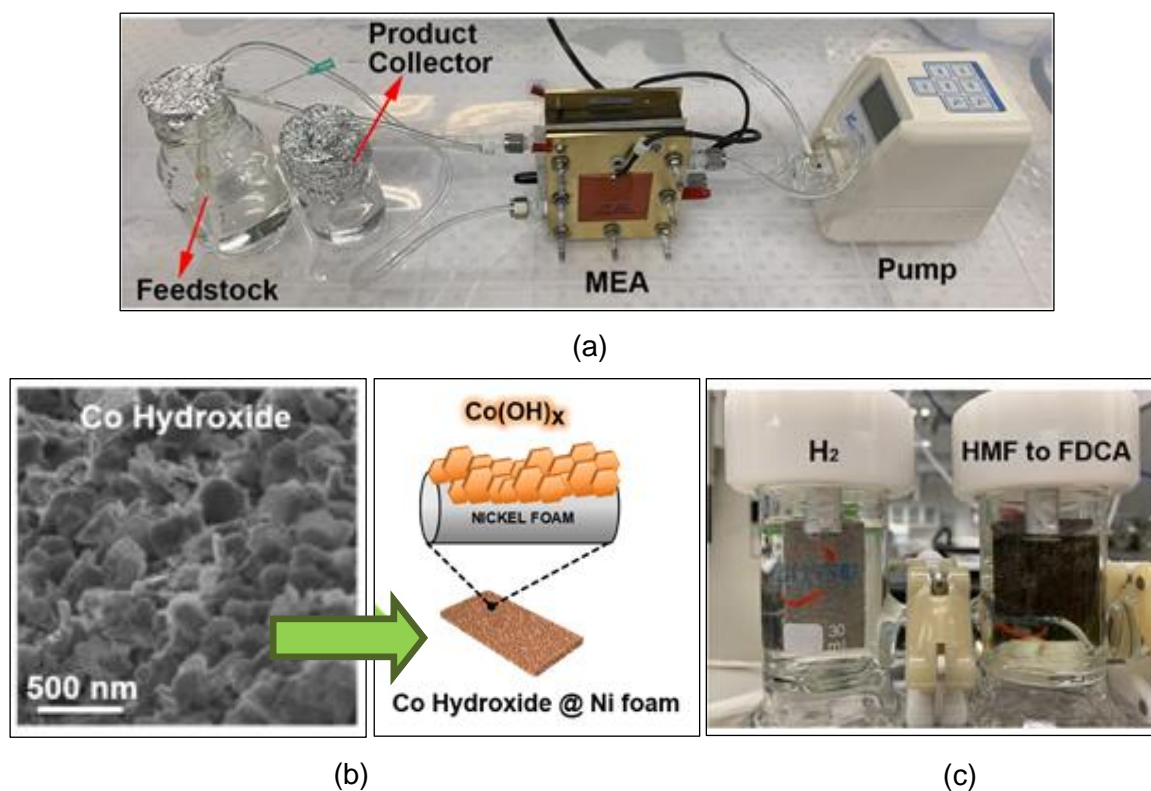 Product
Collector
Feedstock
MEA
Pump
(a)
Co Hydroxide
500 nm
Co(OH)x
NICKEL FOAM
Co Hydroxide @ Ni foam
H2
HMF to FDCA
30
(b)
(c)